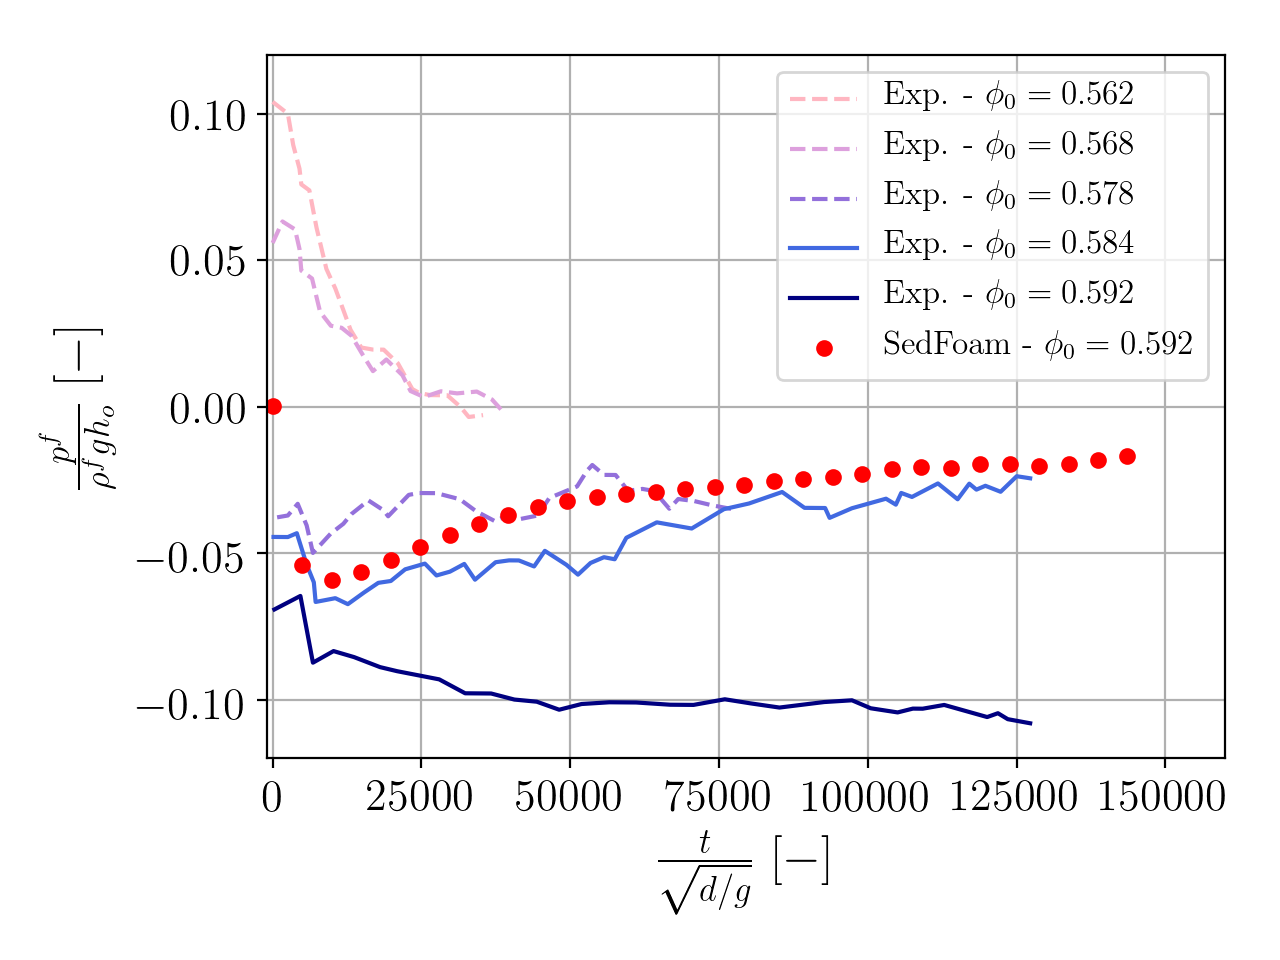 0.10
0.05
0.00
−0.05
−0.10
p^f / ρ^f g h_o [−]
Exp. - ϕ₀ = 0.562
Exp. - ϕ₀ = 0.568
Exp. - ϕ₀ = 0.578
Exp. - ϕ₀ = 0.584
Exp. - ϕ₀ = 0.592
SedFoam - ϕ₀ = 0.592
0 25000 50000 75000 100000 125000 150000
t / √(d/g) [−]